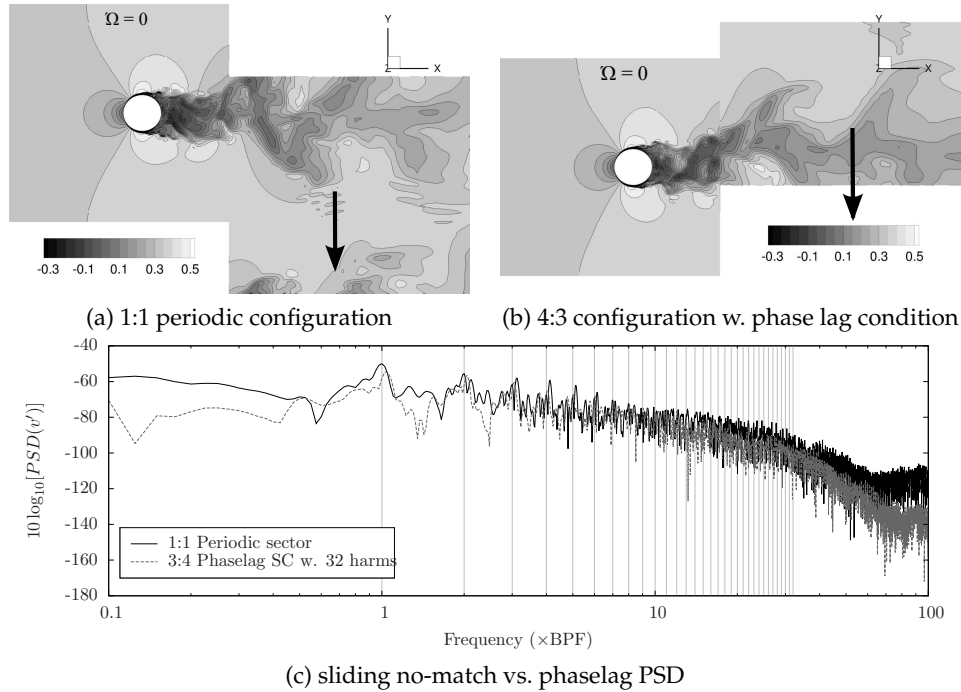 Ω = 0
Y
Z
X
-0.3 -0.1 0.1 0.3 0.5
(a) 1:1 periodic configuration
Ω = 0
Y
Z
X
-0.3 -0.1 0.1 0.3 0.5
(b) 4:3 configuration w. phase lag condition
10 log₁₀[PSD(v′)]
-40
-60
-80
-100
-120
-140
-160
-180
1:1 Periodic sector
3:4 Phaselag SC w. 32 harms
0.1 1 10 100
Frequency (×BPF)
(c) sliding no-match vs. phaselag PSD